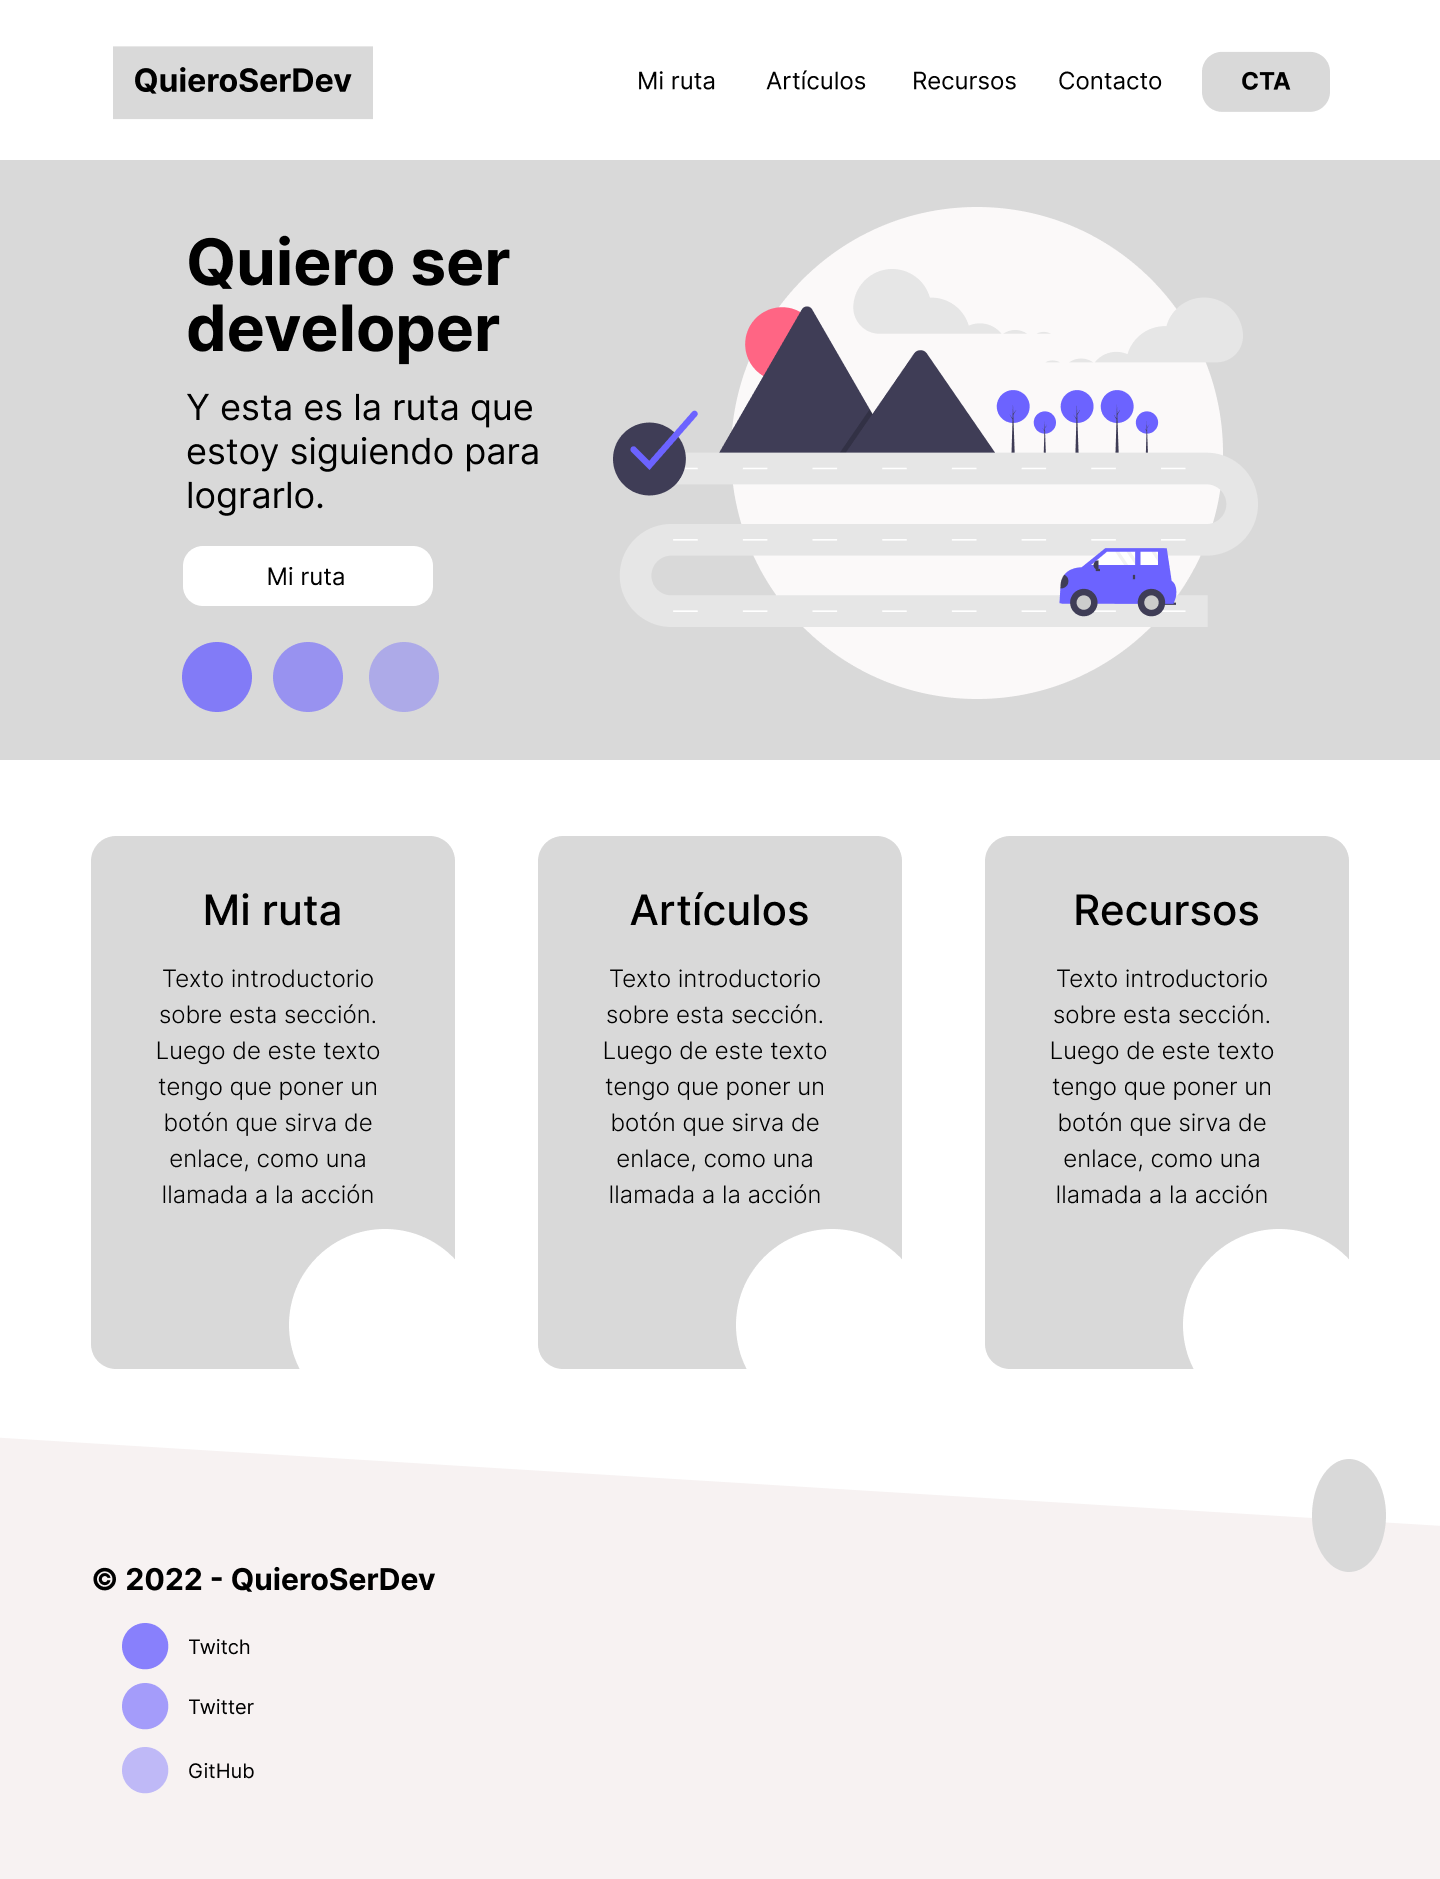 QuieroSerDev
Mi ruta
Artículos
Recursos
Contacto
CTA
Quiero ser
developer
Y esta es la ruta que
estoy siguiendo para
lograrlo.
Mi ruta
Mi ruta
Texto introductorio
sobre esta sección.
Luego de este texto
tengo que poner un
botón que sirva de
enlace, como una
llamada a la acción
Artículos
Texto introductorio
sobre esta sección.
Luego de este texto
tengo que poner un
botón que sirva de
enlace, como una
llamada a la acción
Recursos
Texto introductorio
sobre esta sección.
Luego de este texto
tengo que poner un
botón que sirva de
enlace, como una
llamada a la acción
© 2022 - QuieroSerDev
Twitch
Twitter
GitHub